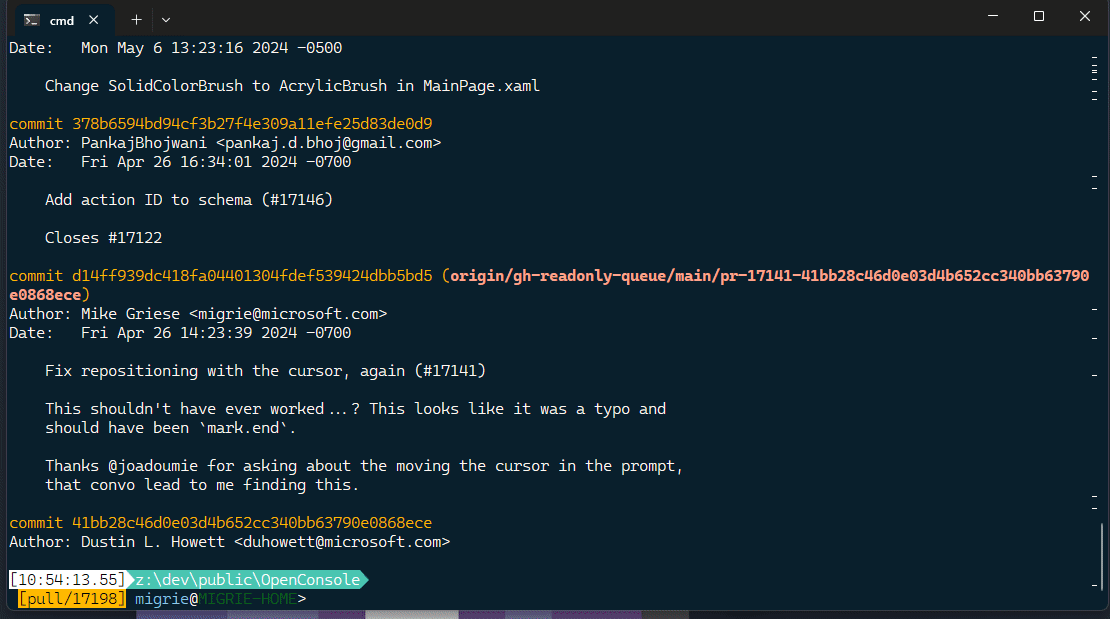 cmd
Date:   Mon May 6 13:23:16 2024 -0500
Change SolidColorBrush to AcrylicBrush in MainPage.xaml
commit 378b6594bd94cf3b27f4e309a11efe25d83de0d9
Author: PankajBhojwani <pankaj.d.bhoj@gmail.com>
Date:   Fri Apr 26 16:34:01 2024 -0700
Add action ID to schema (#17146)
Closes #17122
commit d14ff939dc418fa04401304fdef539424dbb5bd5 (origin/gh-readonly-queue/main/pr-17141-41bb28c46d0e03d4b652cc340bb63790
e0868ece)
Author: Mike Griese <migrie@microsoft.com>
Date:   Fri Apr 26 14:23:39 2024 -0700
Fix repositioning with the cursor, again (#17141)
This shouldn't have ever worked...? This looks like it was a typo and
should have been `mark.end`.
Thanks @joadoumie for asking about the moving the cursor in the prompt,
that convo lead to me finding this.
commit 41bb28c46d0e03d4b652cc340bb63790e0868ece
Author: Dustin L. Howett <duhowett@microsoft.com>
[10:54:13.55] z:\dev\public\OpenConsole
[pull/17198] migrie@MIGRIE-HOME>